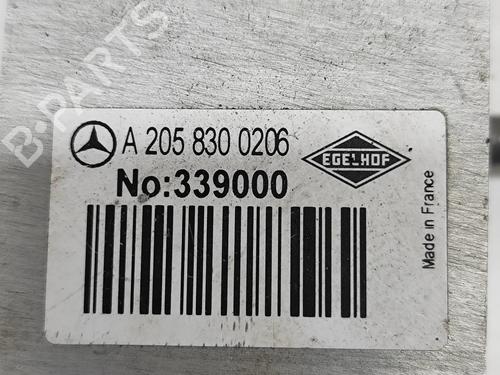 B-PARTS
A 205 830 0206
EGELHOF
No:339000
Made in France